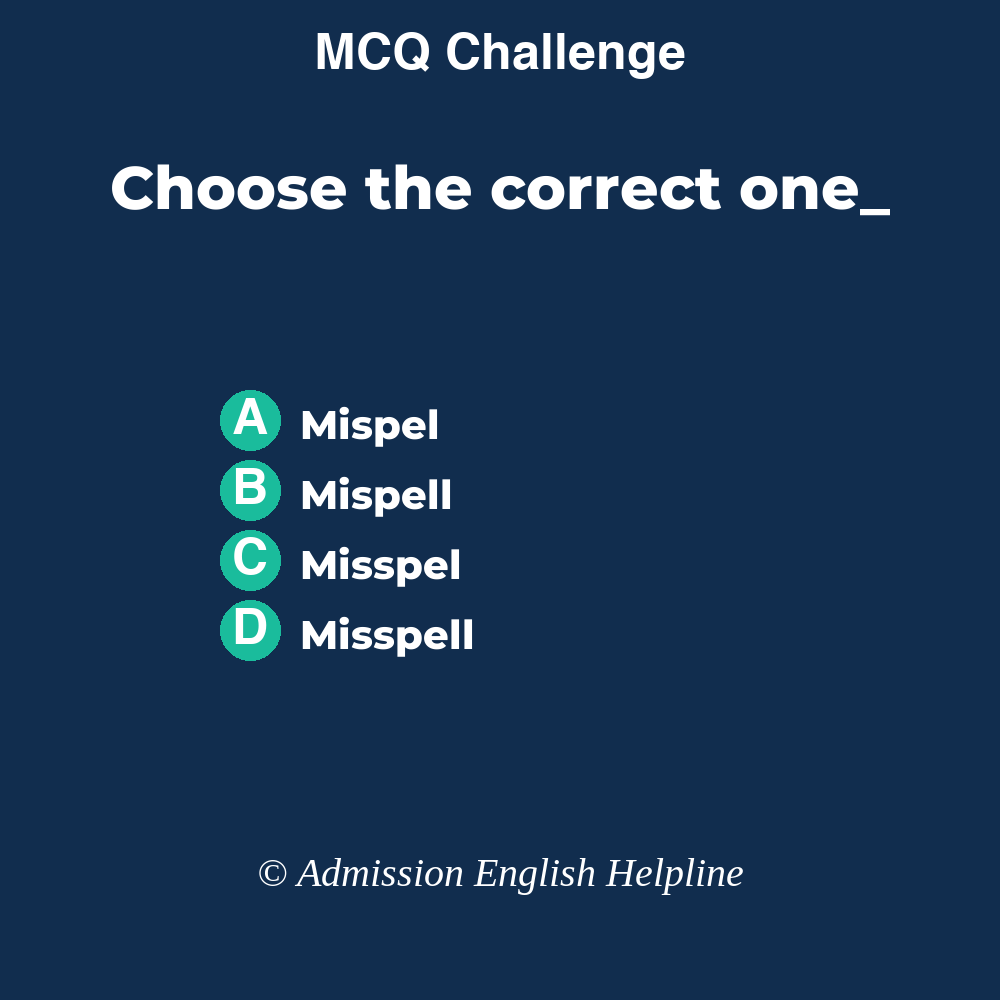 MCQ Challenge
Choose the correct one_
A Mispel
B Mispell
C Misspel
D Misspell
© Admission English Helpline